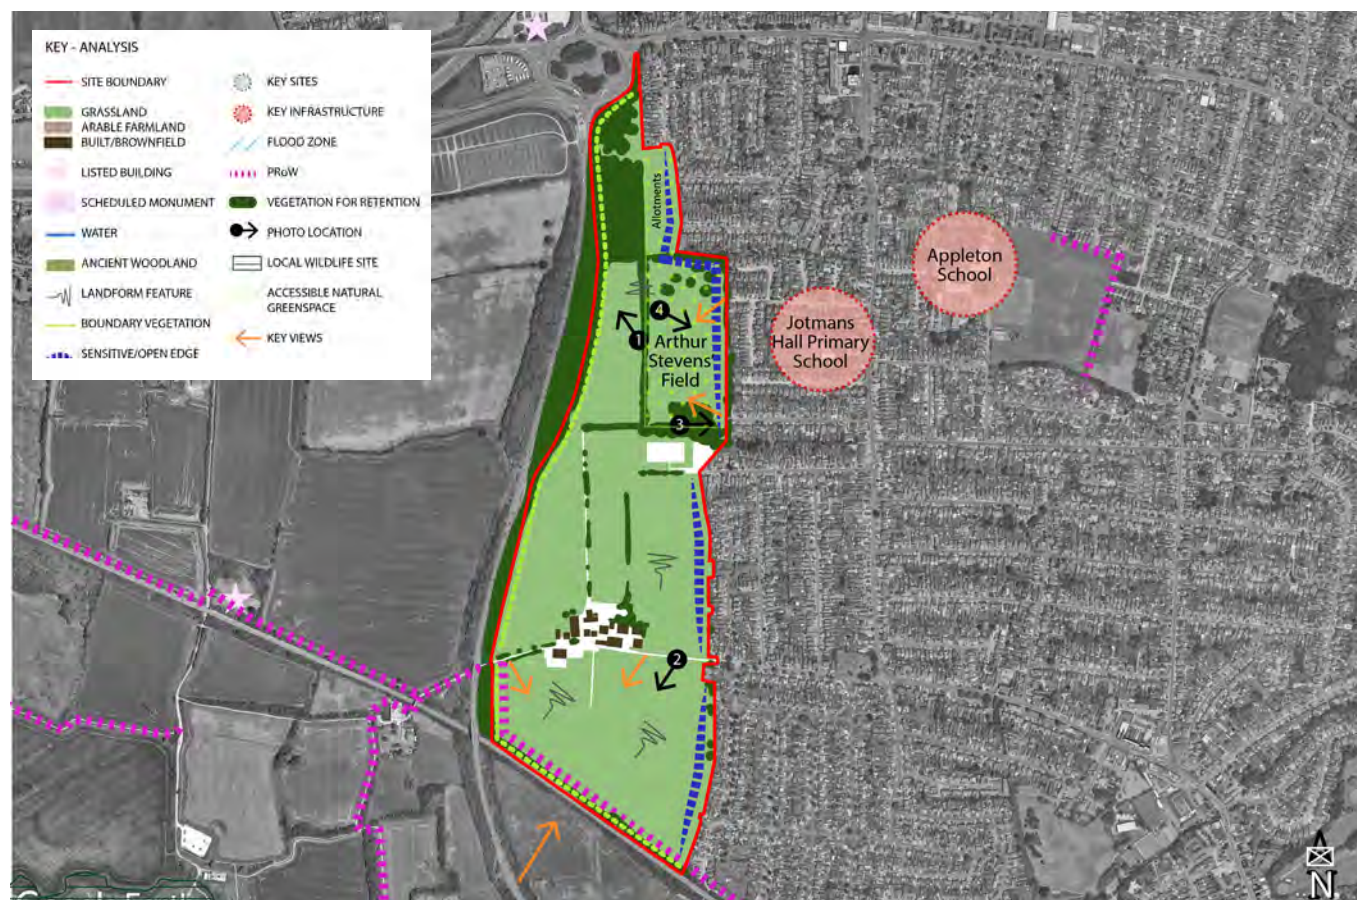 KEY - ANALYSIS
SITE BOUNDARY
GRASSLAND
ARABLE FARMLAND
BUILT/BROWNFIELD
LISTED BUILDING
SCHEDULED MONUMENT
WATER
ANCIENT WOODLAND
LANDFORM FEATURE
BOUNDARY VEGETATION
SENSITIVE/OPEN EDGE
KEY SITES
KEY INFRASTRUCTURE
FLOOD ZONE
PRoW
VEGETATION FOR RETENTION
PHOTO LOCATION
LOCAL WILDLIFE SITE
ACCESSIBLE NATURAL
GREENSPACE
KEY VIEWS
Allotments
Appleton
School
4
1
Arthur
Stevens
Field
Jotmans
Hall Primary
School
3
2
N